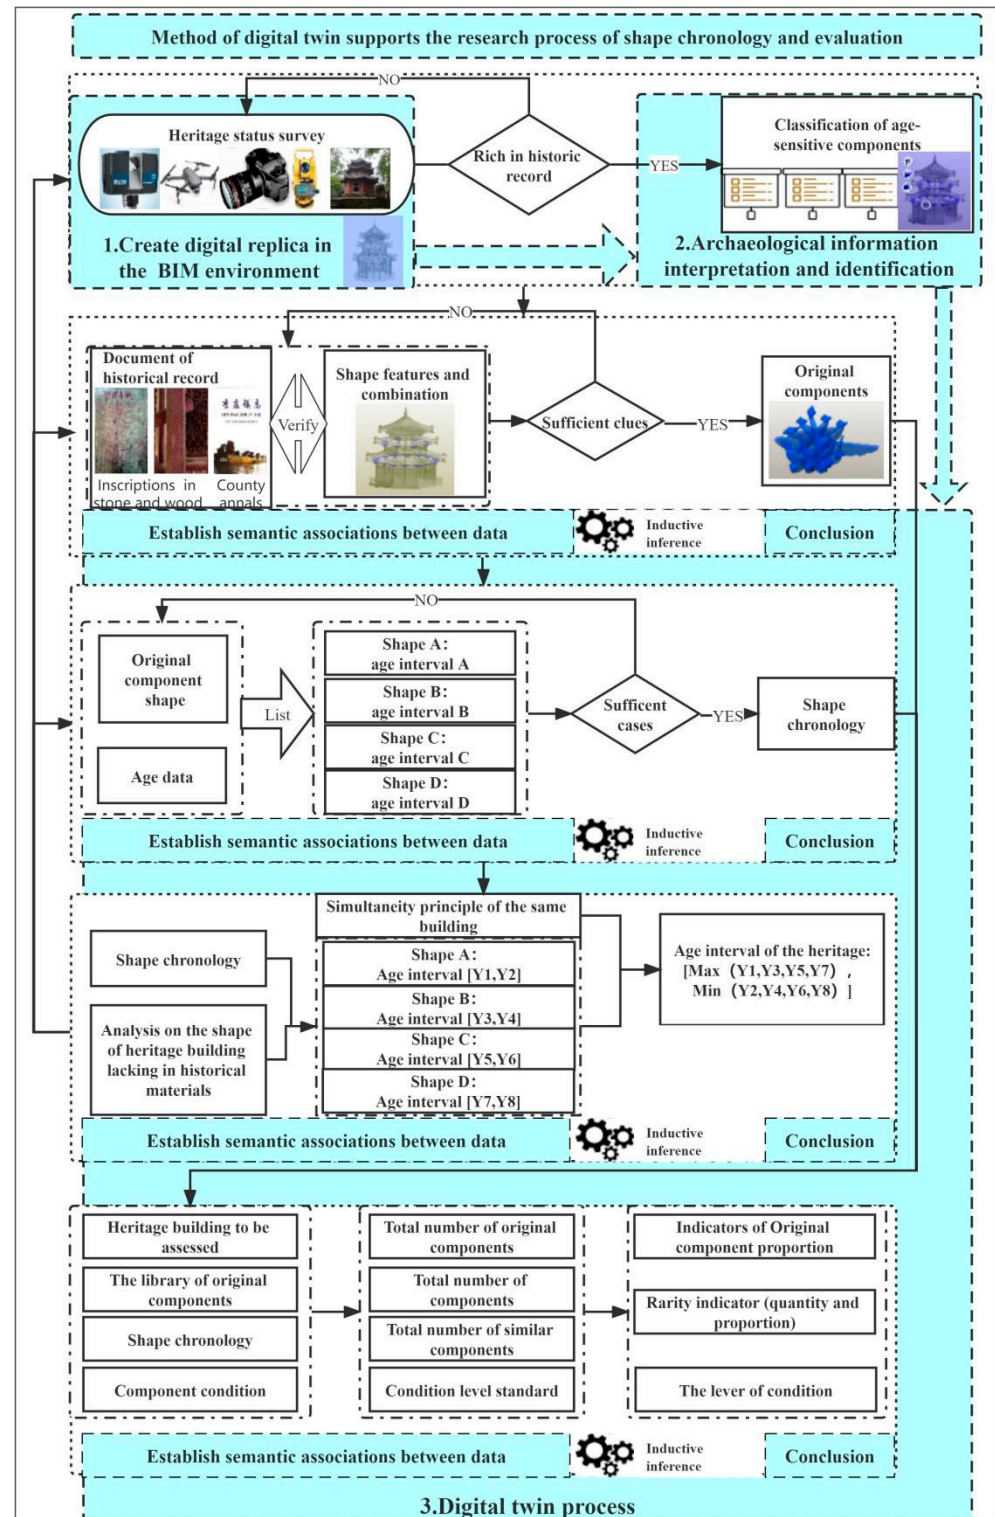 Method of digital twin supports the research process of shape chronology and evaluation
NO
Heritage status survey
Rich in historic
record
YES
Classification of age-
sensitive components
1.Create digital replica in
the BIM environment
2.Archaeological information
interpretation and identification
NO
Document of
historical record
Inscriptions in
stone and wood
County
annals
Verify
Shape features and
combination
Sufficient clues
YES
Original
components
Establish semantic associations between data
Inductive
inference
Conclusion
NO
Original
component
shape
Age data
List
Shape A:
age interval A
Shape B:
age interval B
Shape C:
age interval C
Shape D:
age interval D
Sufficent
cases
YES
Shape
chronology
Establish semantic associations between data
Inductive
inference
Conclusion
Shape chronology
Analysis on the shape
of heritage building
lacking in historical
materials
Simultaneity principle of the same
building
Shape A:
Age interval [Y1,Y2]
Shape B:
Age interval [Y3,Y4]
Shape C:
Age interval [Y5,Y6]
Shape D:
Age interval [Y7,Y8]
Age interval of the heritage:
[Max（Y1,Y3,Y5,Y7）,
Min（Y2,Y4,Y6,Y8）]
Establish semantic associations between data
Inductive
inference
Conclusion
Heritage building to be
assessed
The library of original
components
Shape chronology
Component condition
Total number of original
components
Total number of
components
Total number of similar
components
Condition level standard
Indicators of Original
component proportion
Rarity indicator (quantity and
proportion)
The lever of condition
Establish semantic associations between data
Inductive
inference
Conclusion
3.Digital twin process